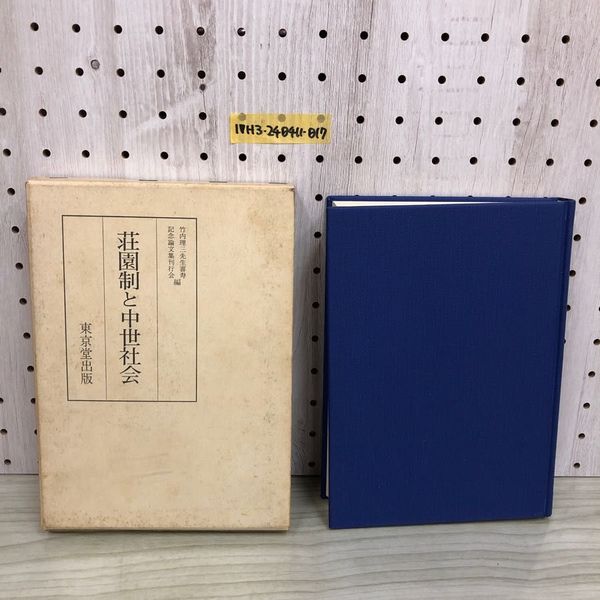 1VH3-240411-017
竹内理三先生喜寿
記念論文集刊行会 編
荘園制と中世社会
東京堂出版